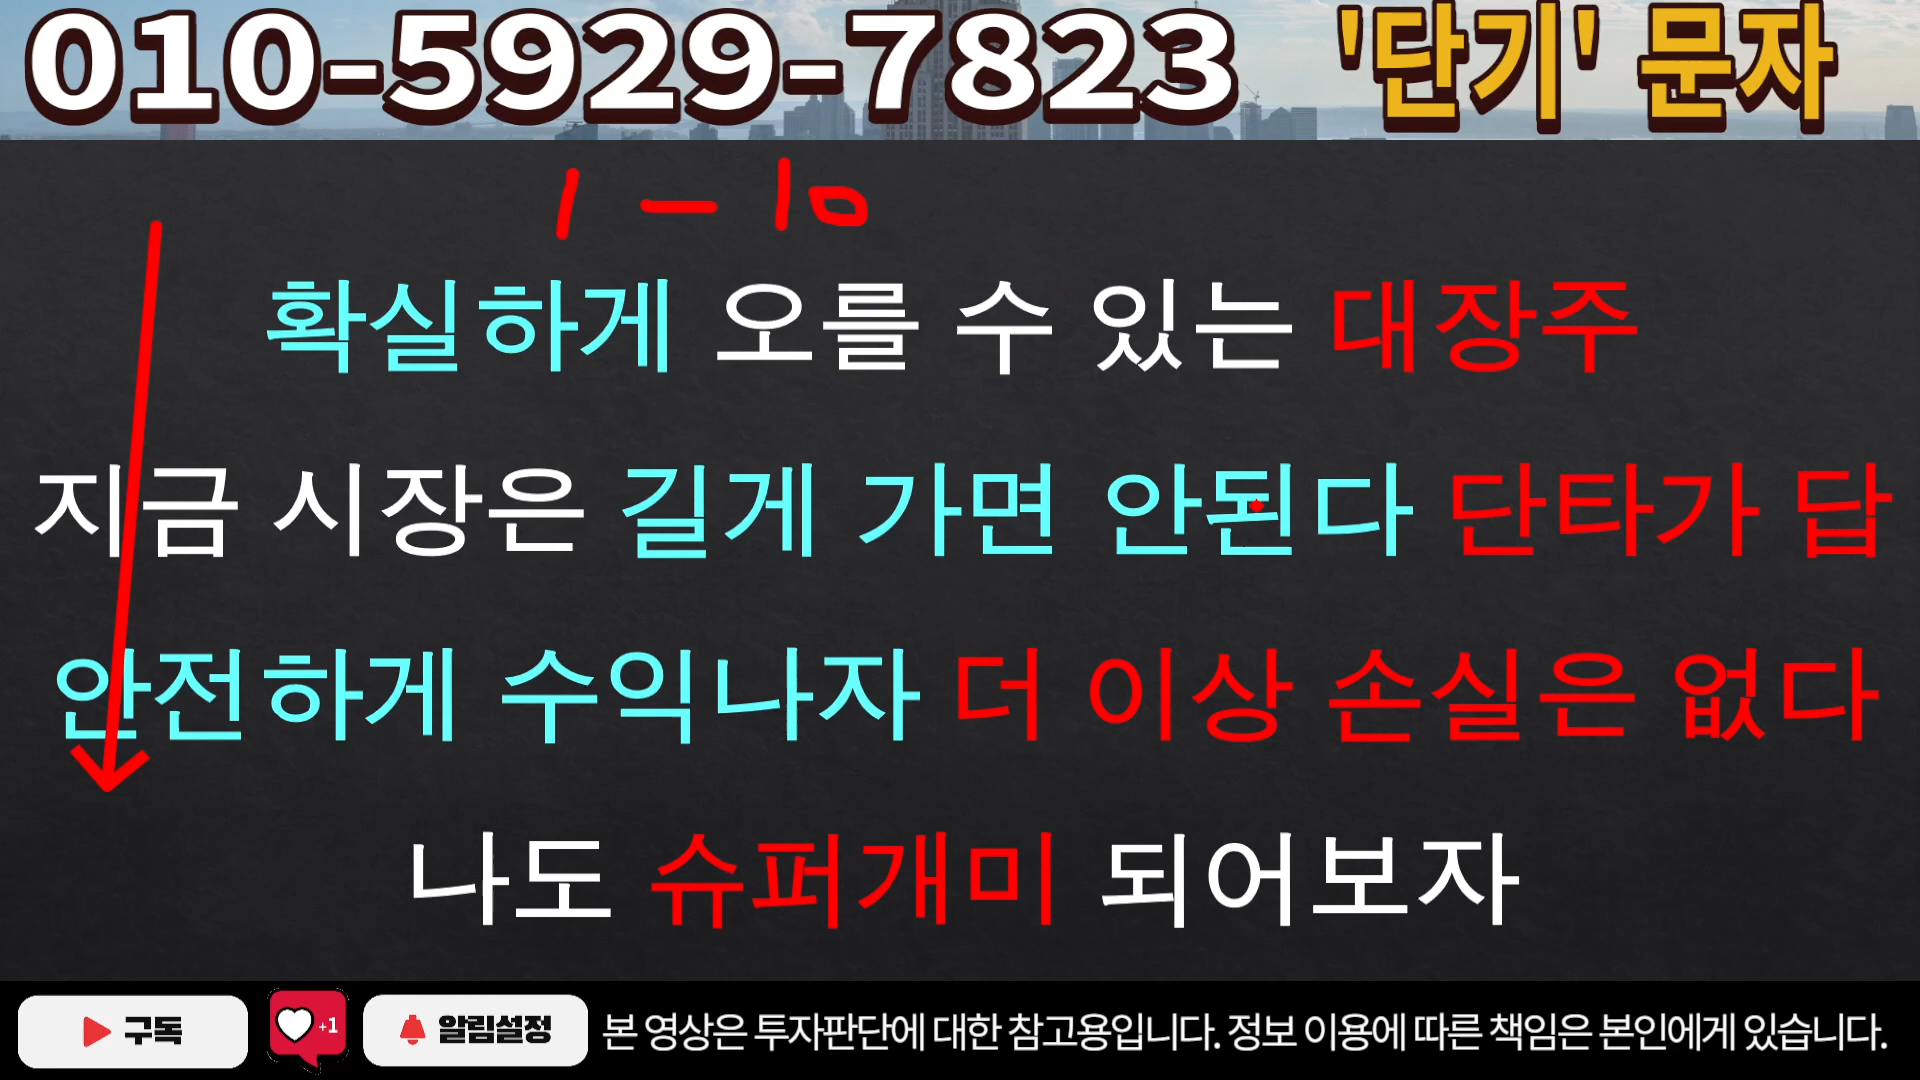 010-5929-7823 '단기' 문자
1 - 10
확실하게 오를 수 있는 대장주
지금 시장은 길게 가면 안된다 단타가 답
안전하게 수익나자 더 이상 손실은 없다
나도 슈퍼개미 되어보자
구독 +1 알림설정 본 영상은 투자판단에 대한 참고용입니다. 정보 이용에 따른 책임은 본인에게 있습니다.